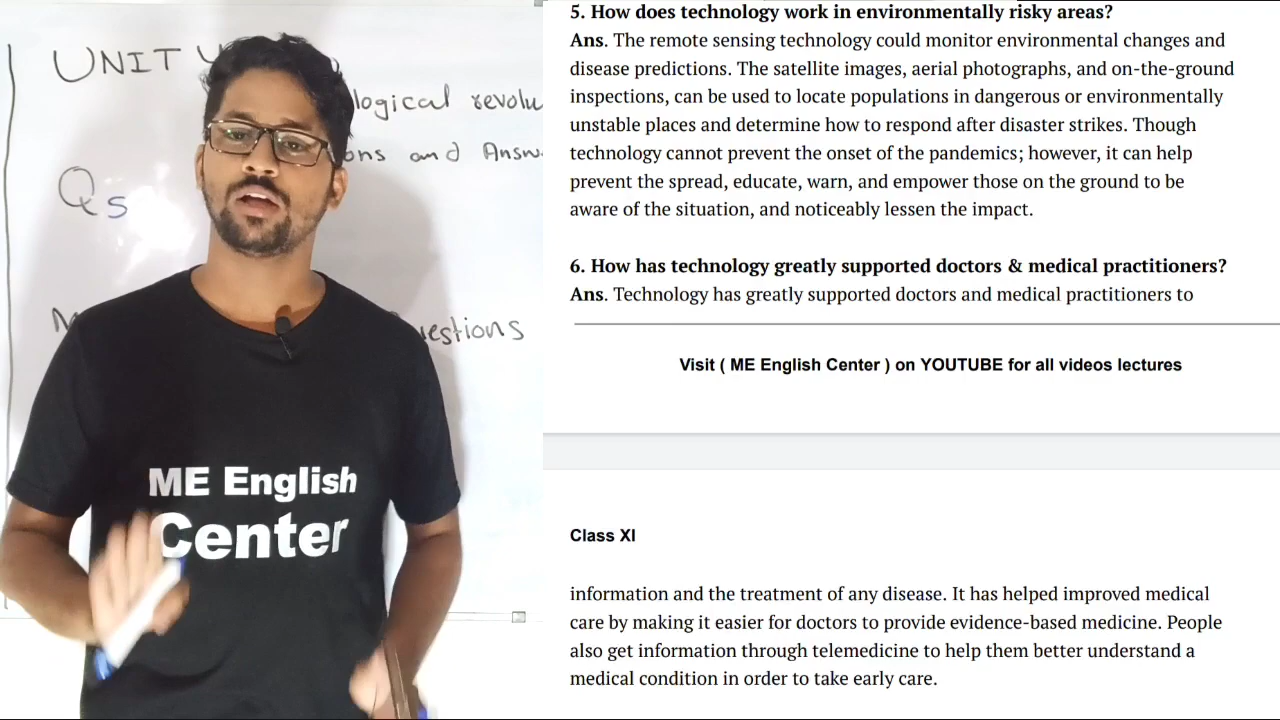 UNIT
logical revolu
ons and Answ
Qs
estions
ME English
Center
5. How does technology work in environmentally risky areas?
Ans. The remote sensing technology could monitor environmental changes and
disease predictions. The satellite images, aerial photographs, and on-the-ground
inspections, can be used to locate populations in dangerous or environmentally
unstable places and determine how to respond after disaster strikes. Though
technology cannot prevent the onset of the pandemics; however, it can help
prevent the spread, educate, warn, and empower those on the ground to be
aware of the situation, and noticeably lessen the impact.
6. How has technology greatly supported doctors & medical practitioners?
Ans. Technology has greatly supported doctors and medical practitioners to
Visit ( ME English Center ) on YOUTUBE for all videos lectures
Class XI
information and the treatment of any disease. It has helped improved medical
care by making it easier for doctors to provide evidence-based medicine. People
also get information through telemedicine to help them better understand a
medical condition in order to take early care.